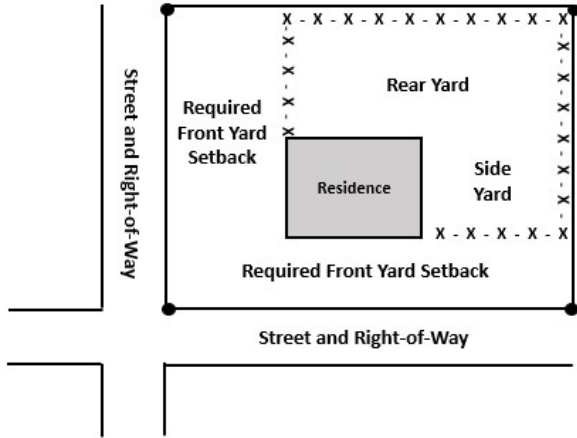 X - X - X - X - X - X - X - X - X - X
X - X - X - X
Street and Right-of-Way
Required
Front Yard
Setback
Rear Yard
X - X - X - X - X - X - X - X
Side
Yard
Residence
X - X - X - X - X
Required Front Yard Setback
Street and Right-of-Way